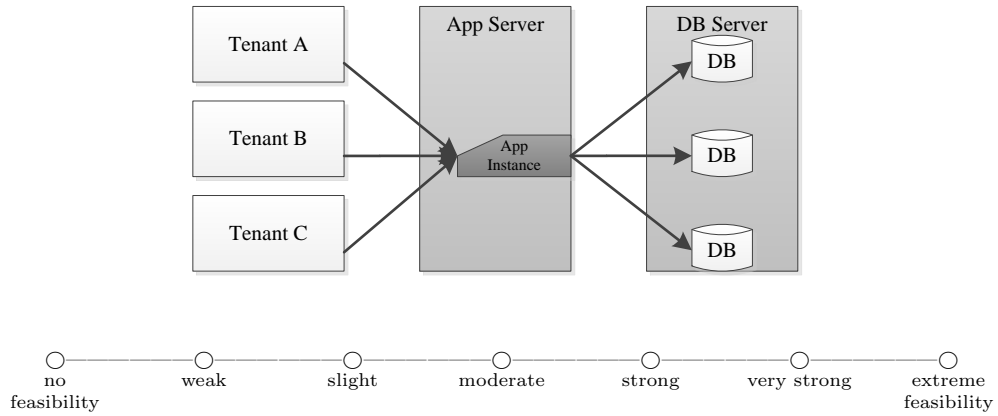 Tenant A
App Server
DB Server
DB
Tenant B
App
Instance
DB
Tenant C
DB
no
feasibility
weak
slight
moderate
strong
very strong
extreme
feasibility